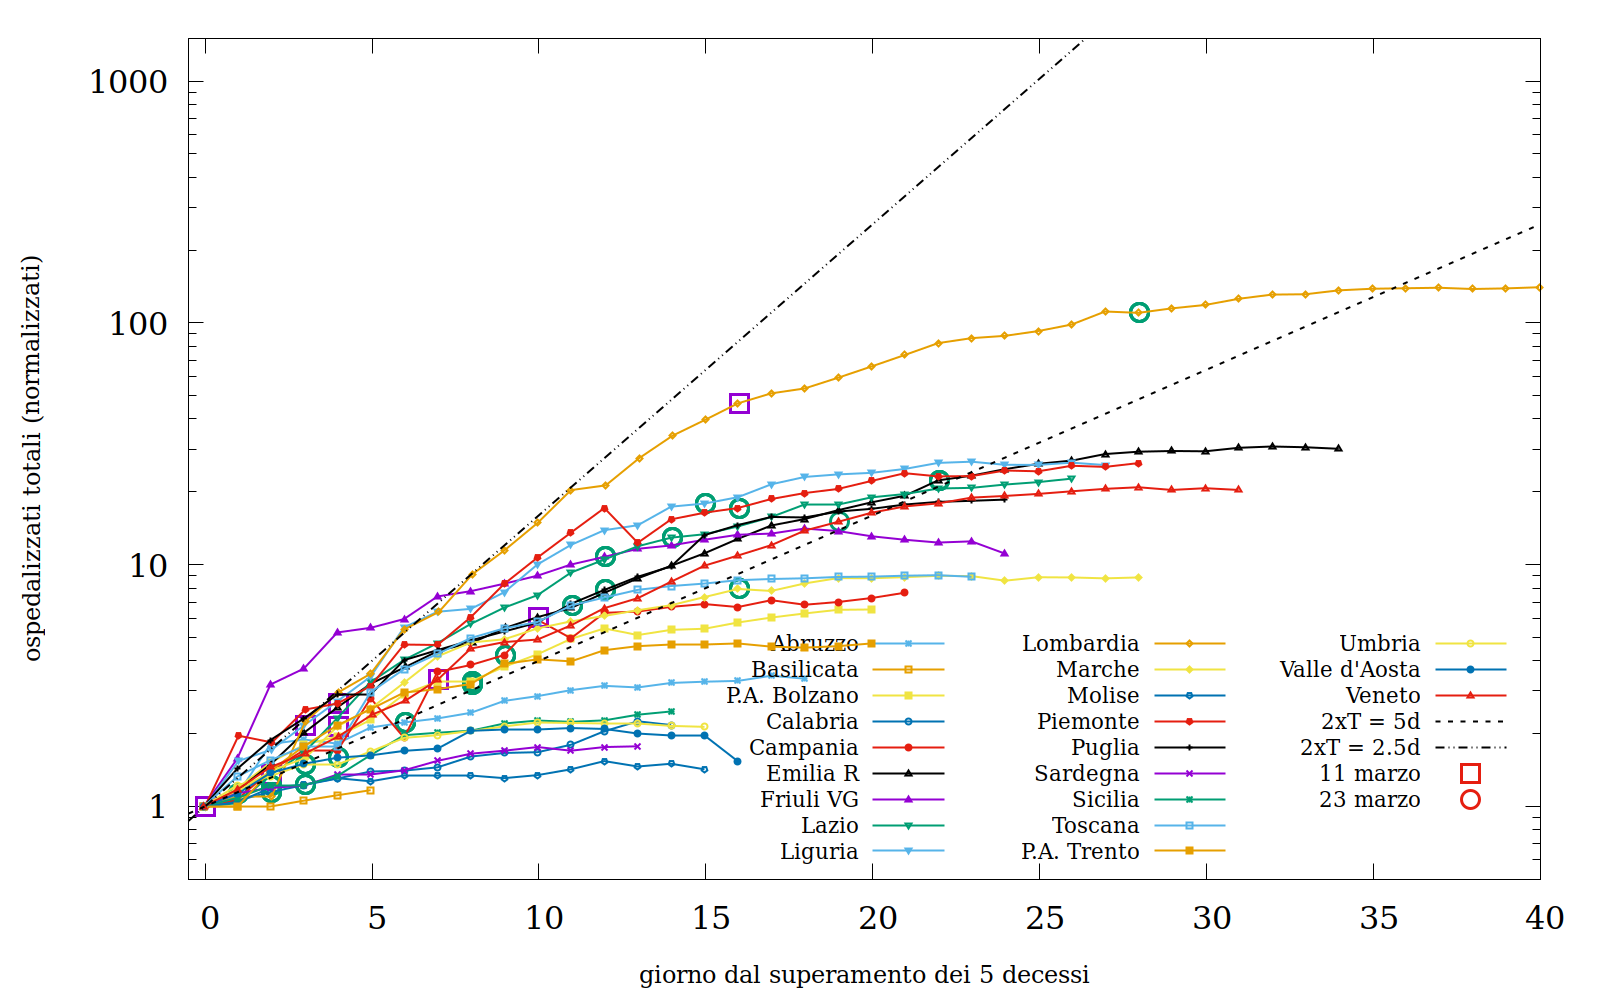 1000
100
10
1
ospedalizzati totali (normalizzati)
Abruzzo
Basilicata
P.A. Bolzano
Calabria
Campania
Emilia R
Friuli VG
Lazio
Liguria
Lombardia
Marche
Molise
Piemonte
Puglia
Sardegna
Sicilia
Toscana
P.A. Trento
Umbria
Valle d'Aosta
Veneto
2xT = 5d
2xT = 2.5d
11 marzo
23 marzo
0 5 10 15 20 25 30 35 40
giorno dal superamento dei 5 decessi